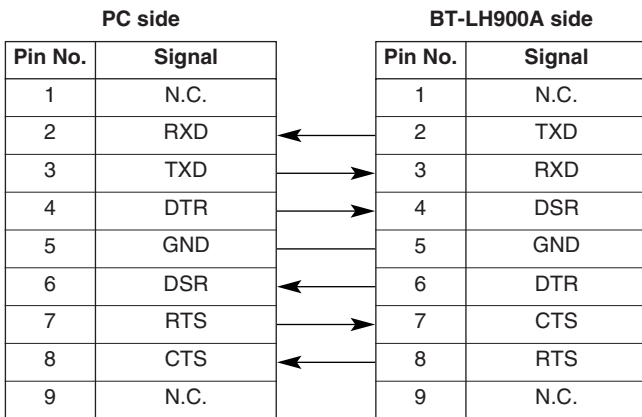 PC side BT-LH900A side
Pin No. Signal Pin No. Signal
1 N.C. 1 N.C.
2 RXD 2 TXD
3 TXD 3 RXD
4 DTR 4 DSR
5 GND 5 GND
6 DSR 6 DTR
7 RTS 7 CTS
8 CTS 8 RTS
9 N.C. 9 N.C.